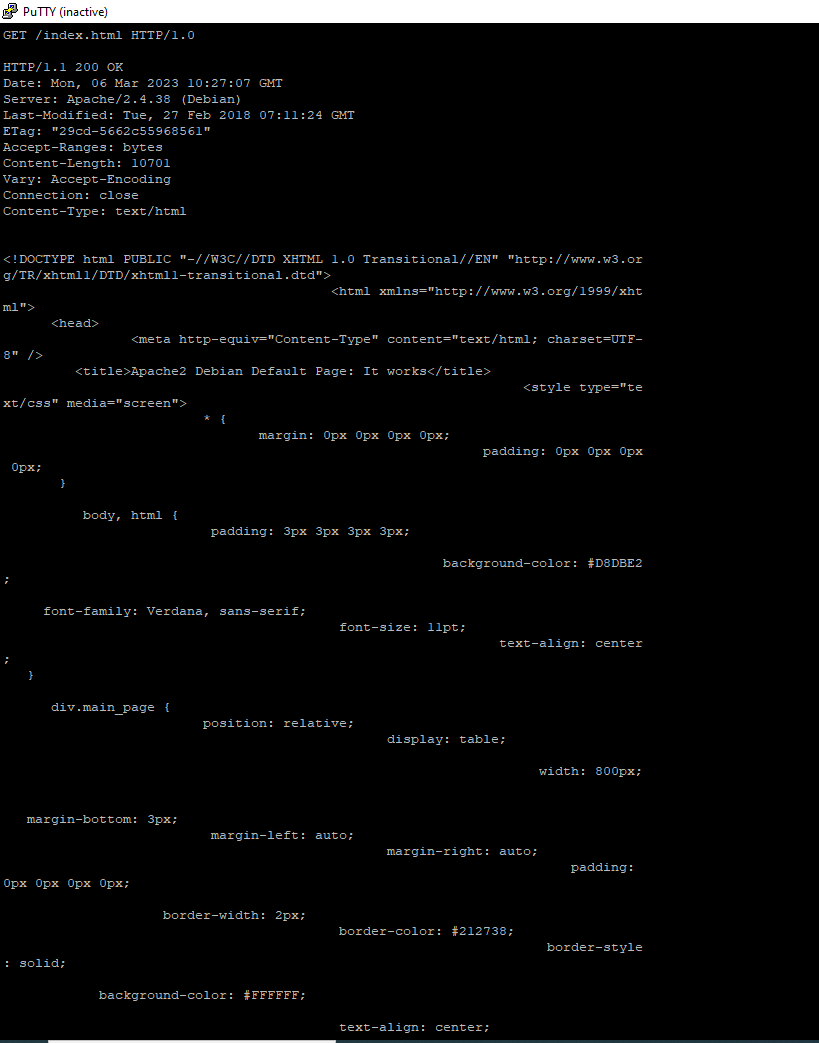 PuTTY (inactive)
GET /index.html HTTP/1.0
HTTP/1.1 200 OK
Date: Mon, 06 Mar 2023 10:27:07 GMT
Server: Apache/2.4.38 (Debian)
Last-Modified: Tue, 27 Feb 2018 07:11:24 GMT
ETag: "29cd-5662c55968561"
Accept-Ranges: bytes
Content-Length: 10701
Vary: Accept-Encoding
Connection: close
Content-Type: text/html
<!DOCTYPE html PUBLIC "-//W3C//DTD XHTML 1.0 Transitional//EN" "http://www.w3.or
g/TR/xhtml1/DTD/xhtml1-transitional.dtd">
<html xmlns="http://www.w3.org/1999/xht
ml">
<head>
<meta http-equiv="Content-Type" content="text/html; charset=UTF-
8" />
<title>Apache2 Debian Default Page: It works</title>
<style type="te
xt/css" media="screen">
* {
margin: 0px 0px 0px 0px;
padding: 0px 0px 0px
0px;
}
body, html {
padding: 3px 3px 3px 3px;
background-color: #D8DBE2
;
font-family: Verdana, sans-serif;
font-size: 11pt;
text-align: center
;
}
div.main_page {
position: relative;
display: table;
width: 800px;
margin-bottom: 3px;
margin-left: auto;
margin-right: auto;
padding:
0px 0px 0px 0px;
border-width: 2px;
border-color: #212738;
border-style
: solid;
background-color: #FFFFFF;
text-align: center;